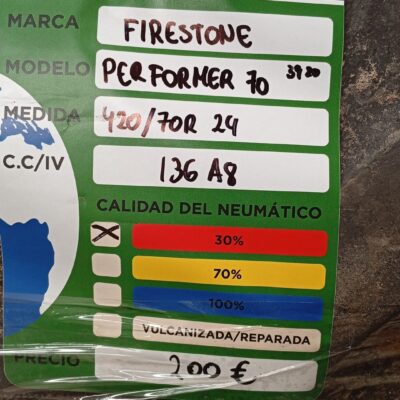 MARCA FIRESTONE
MODELO PERFORMER 70 3920
MEDIDA 420/70R 24
C.C/IV 136 A8
CALIDAD DEL NEUMÁTICO
X 30%
70%
100%
VULCANIZADA/REPARADA
PRECIO 200 €